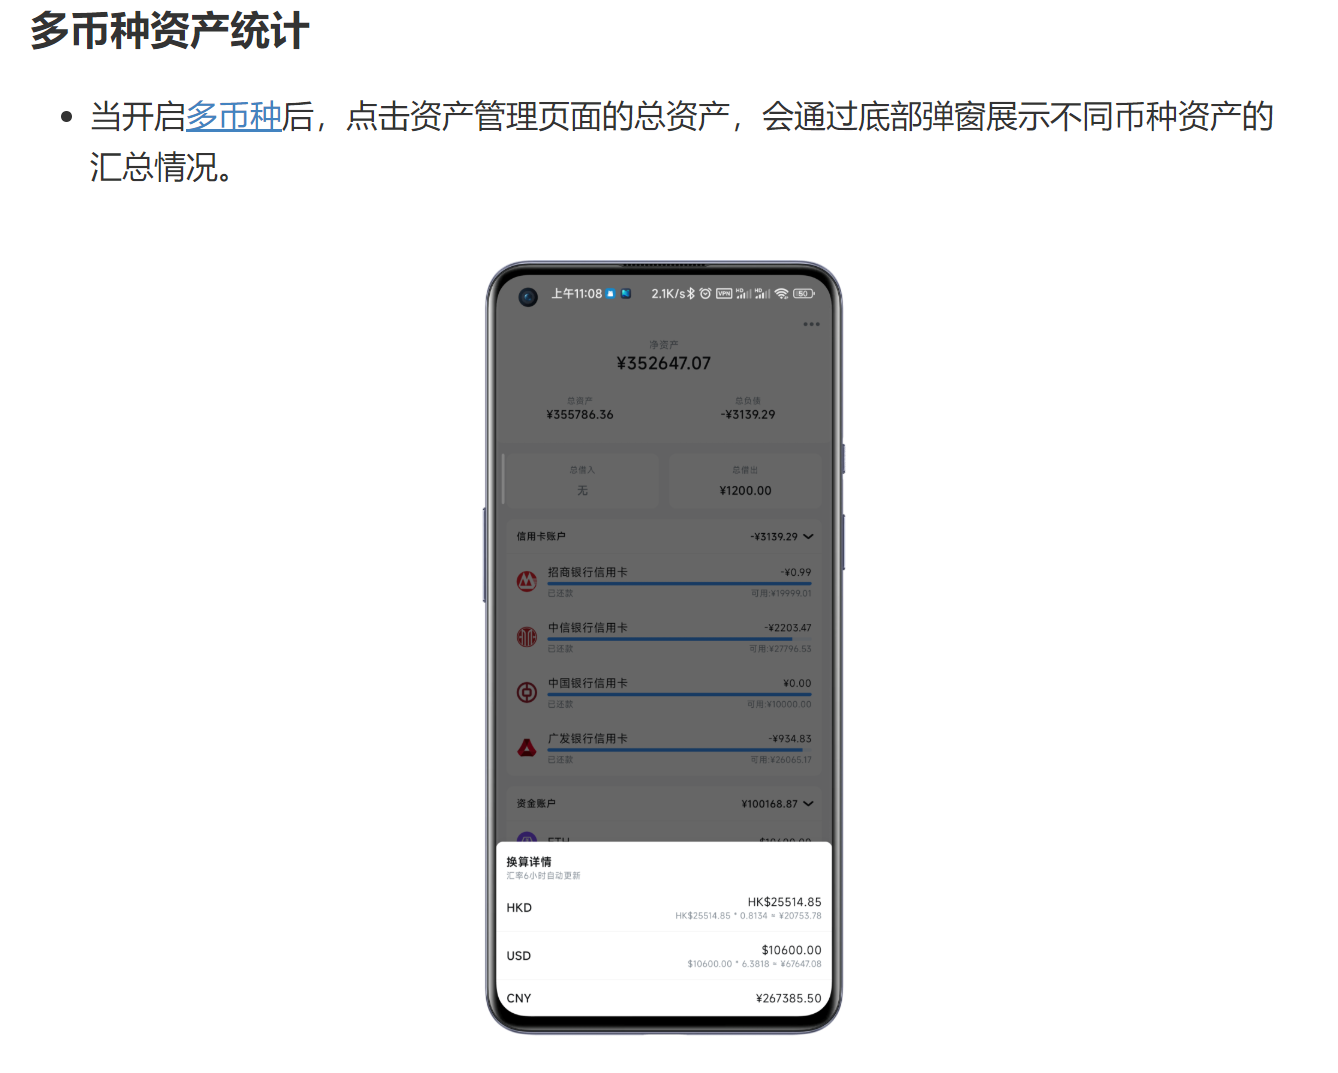 多币种资产统计
当开启多币种后，点击资产管理页面的总资产，会通过底部弹窗展示不同币种资产的
汇总情况。
上午11:08 2.1K/s VPN HD HD 50
净资产
¥352647.07
总资产 总负债
¥355786.36 -¥3139.29
总借入 总借出
无 ¥1200.00
信用卡账户 -¥3139.29
招商银行信用卡 -¥0.99
已还款 可用:¥19999.01
中信银行信用卡 -¥2203.47
已还款 可用:¥27796.53
中国银行信用卡 ¥0.00
已还款 可用:¥10000.00
广发银行信用卡 -¥934.83
已还款 可用:¥26065.17
资金账户 ¥100168.87
换算详情
汇率6小时自动更新
HKD HK$25514.85
HK$25514.85 * 0.8134 = ¥20753.78
USD $10600.00
$10600.00 * 6.3818 = ¥67647.08
CNY ¥267385.50